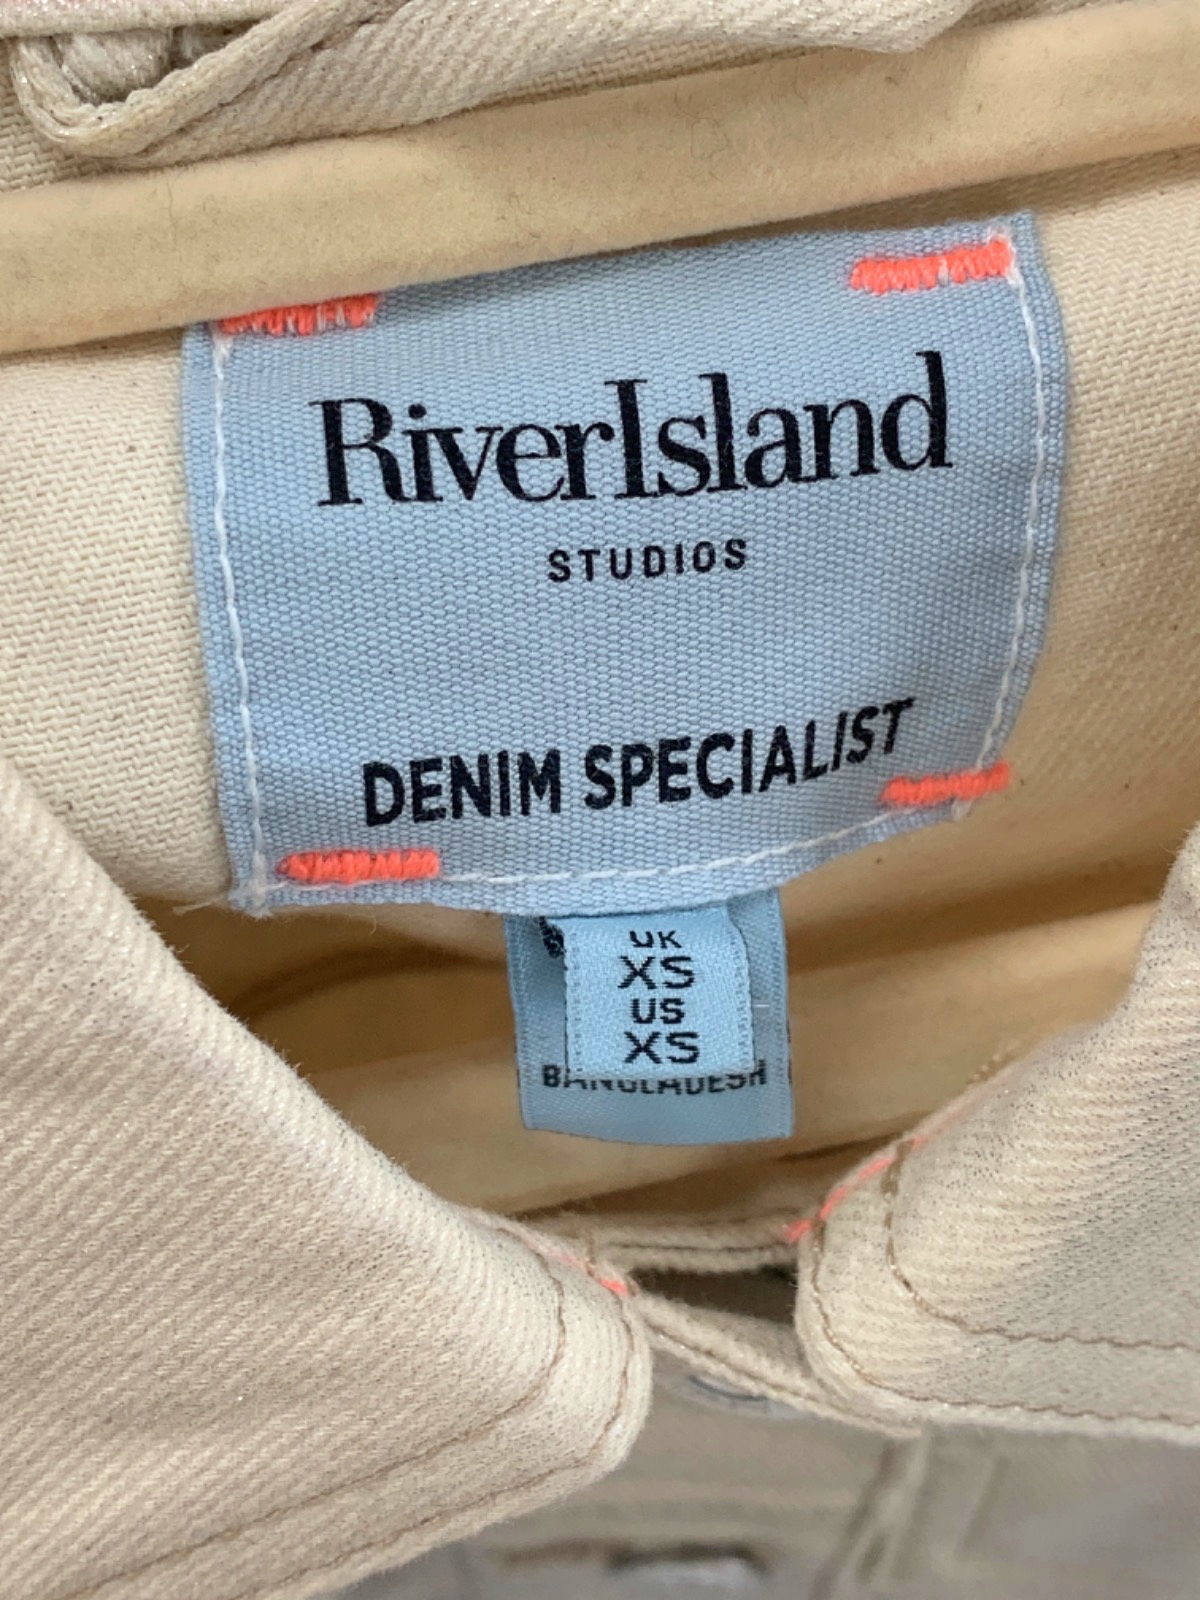 RiverIsland
STUDIOS
DENIM SPECIALIST
UK
XS
US
XS
BANGLADESH